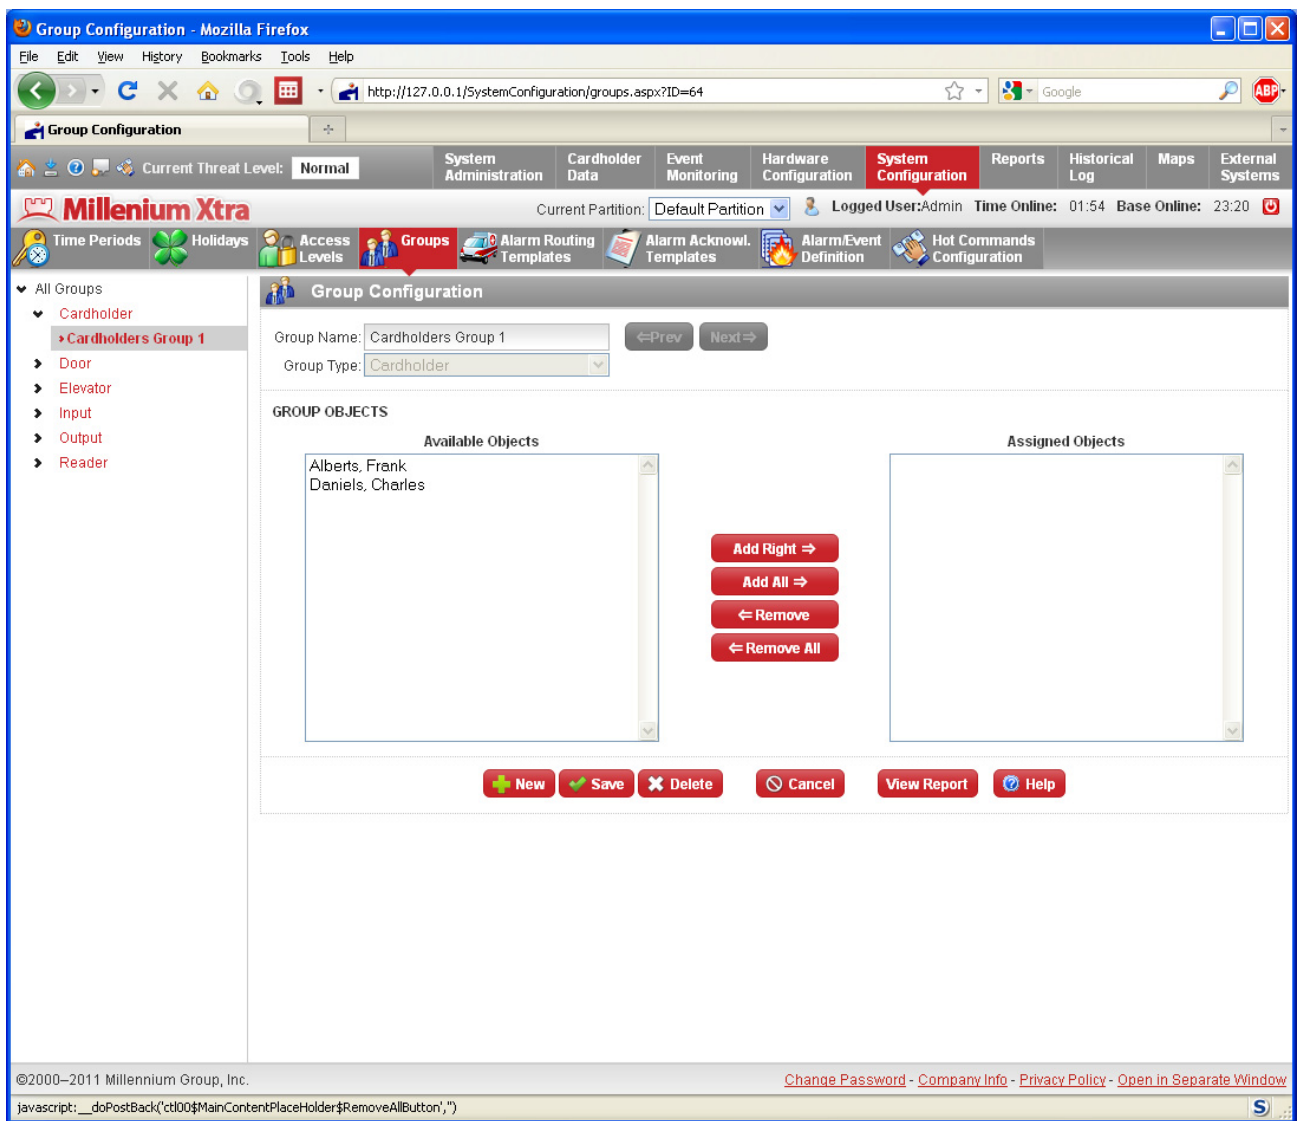 Group Configuration - Mozilla Firefox
File Edit View History Bookmarks Tools Help
http://127.0.0.1/SystemConfiguration/groups.aspx?ID=64
Google
ABP
Group Configuration
Current Threat Level: Normal
System Administration
Cardholder Data
Event Monitoring
Hardware Configuration
System Configuration
Reports
Historical Log
Maps
External Systems
Millenium Xtra
Current Partition: Default Partition Logged User:Admin Time Online: 01:54 Base Online: 23:20
Time Periods
Holidays
Access Levels
Groups
Alarm Routing Templates
Alarm Acknowl. Templates
Alarm/Event Definition
Hot Commands Configuration
All Groups
Cardholder
Cardholders Group 1
Door
Elevator
Input
Output
Reader
Group Configuration
Group Name: Cardholders Group 1 ⇐Prev Next⇒
Group Type: Cardholder
GROUP OBJECTS
Available Objects
Assigned Objects
Alberts, Frank
Daniels, Charles
Add Right ⇒
Add All ⇒
⇐ Remove
⇐ Remove All
New Save Delete Cancel View Report Help
©2000–2011 Millennium Group, Inc.
Change Password - Company Info - Privacy Policy - Open in Separate Window
javascript:__doPostBack('ctl00$MainContentPlaceHolder$RemoveAllButton','')
S